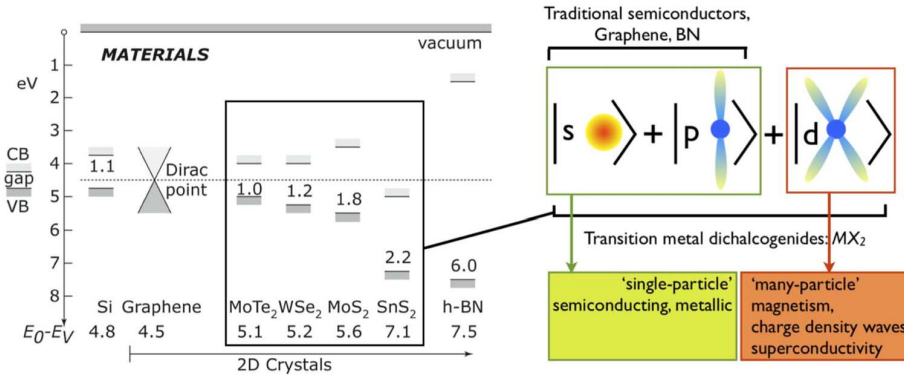 vacuum
MATERIALS
eV
1
2
3
4
5
6
7
8
CB
gap
VB
1.1
Dirac
point
1.0
1.2
1.8
2.2
6.0
Si Graphene MoTe₂ WSe₂ MoS₂ SnS₂ h-BN
E₀-E_V 4.8 4.5 5.1 5.2 5.6 7.1 7.5
2D Crystals
Traditional semiconductors,
Graphene, BN
|s > + |p > + |d >
Transition metal dichalcogenides: MX₂
'single-particle'
semiconducting, metallic
'many-particle'
magnetism,
charge density waves
superconductivity